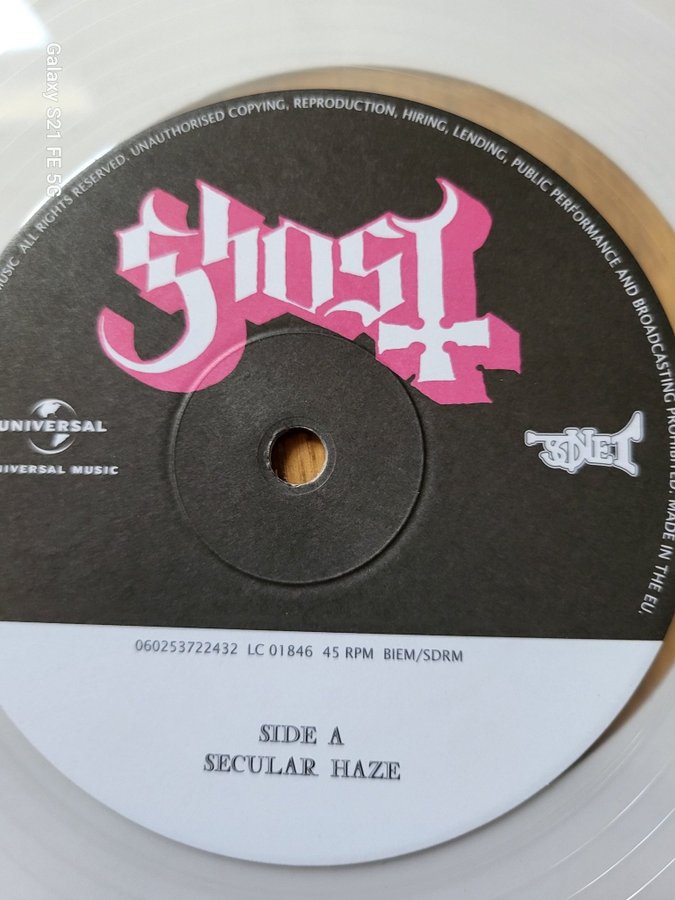 Galaxy S21 FE 5G
MUSIC ALL RIGHTS RESERVED. UNAUTHORISED COPYING, REPRODUCTION, HIRING, LENDING, PUBLIC PERFORMANCE AND BROADCASTING PROHIBITED. MADE IN THE EU.
Ghost
UNIVERSAL
UNIVERSAL MUSIC
060253722432 LC 01846 45 RPM BIEM/SDRM
SIDE A
SECULAR HAZE